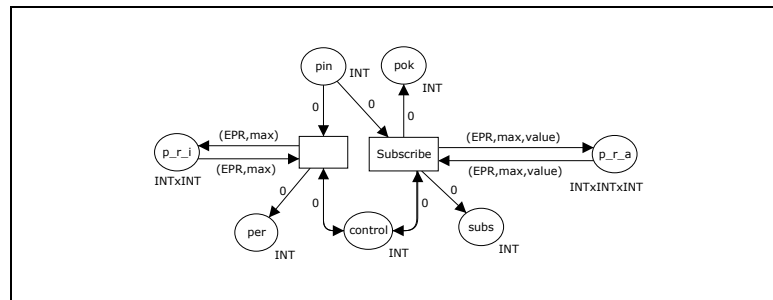 pin
INT
pok
INT
0
0
0
(EPR,max)
(EPR,max,value)
p_r_i
Subscribe
p_r_a
(EPR,max)
(EPR,max,value)
INTxINT
INTxINTxINT
0
0
0
0
per
control
subs
INT
INT
INT